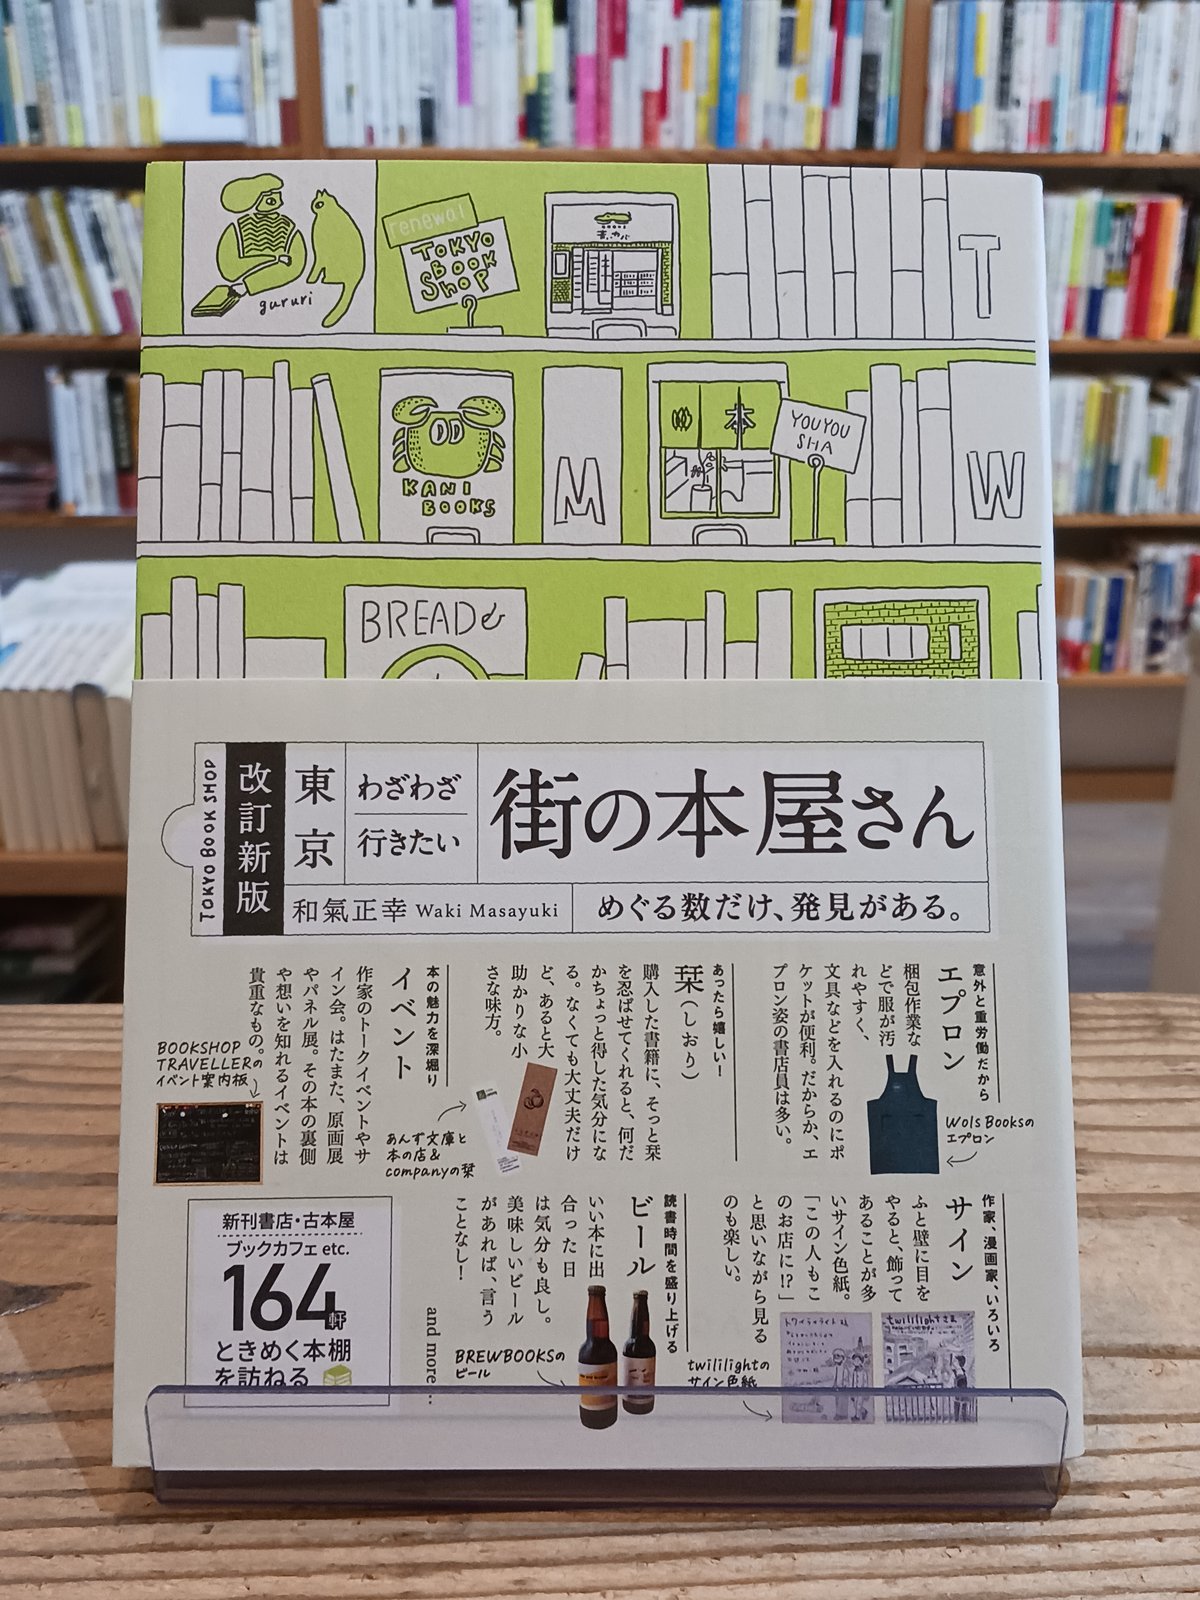 gururi
renewal
TOKYO
BOOK
SHOP
本
KANI
BOOKS
M
YOUYOU
SHA
T
W
BREAD&
TOKYO BOOK SHOP
改訂新版
東京
わざわざ
行きたい
街の本屋さん
和氣正幸 Waki Masayuki
めぐる数だけ、発見がある。
意外と重労働だから
エプロン
梱包作業な
どで服が汚
れやすく、
文具などを入れるのにポ
ケットが便利。だからか、エ
プロン姿の書店員は多い。
WOLS Booksの
エプロン
あったら嬉しい！
栞（しおり）
購入した書籍に、そっと栞
を忍ばせてくれると、何だ
かちょっと得した気分にな
る。なくても大丈夫だけ
ど、あると大
助かりな小
さな味方。
あんず文庫と
本の店&
companyの栞
本の魅力を深堀り
イベント
作家のトークイベントやサ
イン会。はたまた、原画展
やパネル展。その本の裏側
や想いを知れるイベントは
貴重なもの。
BOOKSHOP
TRAVELLERの
イベント案内板
作家、漫画家、いろいろ
サイン
ふと壁に目を
やると、飾って
あることが多
いサイン色紙。
「この人もこ
のお店に!?」
と思いながら見る
のも楽しい。
twililightの
サイン色紙
読書時間を盛り上げる
ビール
いい本に出
合った日
は気分も良し。
美味しいビール
があれば、言う
ことなし！
BREWBOOKSの
ビール
and more…
新刊書店・古本屋
ブックカフェ etc.
164軒
ときめく本棚
を訪ねる